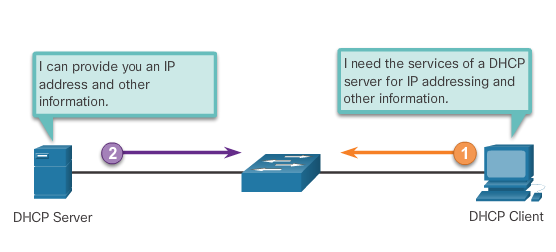 I can provide you an IP
address and other
information.
I need the services of a DHCP
server for IP addressing and
other information.
2
1
DHCP Server
DHCP Client